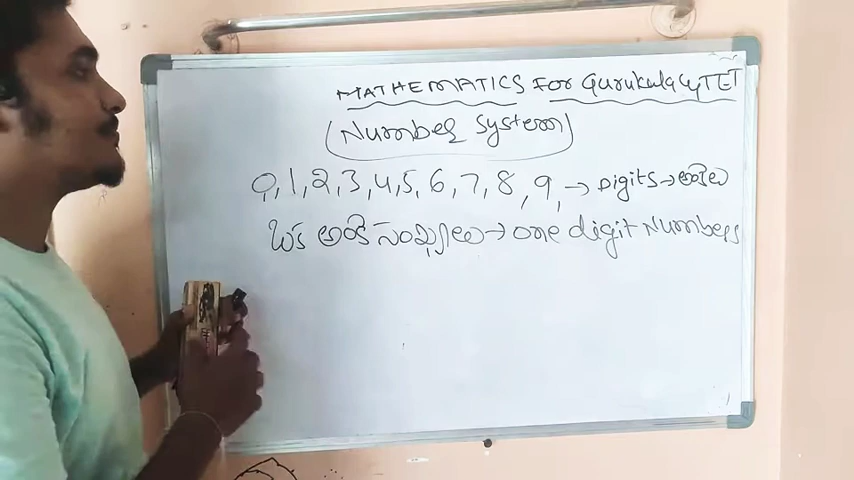 MATHEMATICS FOR Gurukula, TET
(Number System)
0,1,2,3,4,5,6,7,8,9,→Digits→అంకెలు
ఒక అంకె సంఖ్యలు→one digit Numbers